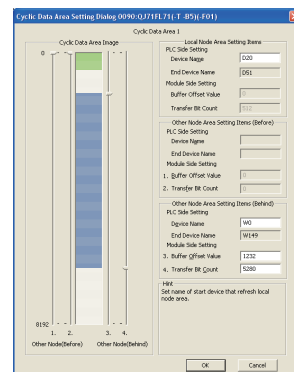 Cyclic Data Area Setting Dialog 0090:QJ71FL71(-T -B5)(-F01)
Cyclic Data Area 1
Cyclic Data Area Image
0
8192
1. 2. 3. 4.
Other Node(Before) Other Node(Behind)
Local Node Area Setting Items
PLC Side Setting
Device Name D20
End Device Name D51
Module Side Setting
Buffer Offset Value 0
Transfer Bit Count 512
Other Node Area Setting Items (Before)
PLC Side Setting
Device Name
End Device Name
Module Side Setting
1. Buffer Offset Value 0
2. Transfer Bit Count 0
Other Node Area Setting Items (Behind)
PLC Side Setting
Device Name W0
End Device Name W149
Module Side Setting
3. Buffer Offset Value 1232
4. Transfer Bit Count 5280
Hint
Set name of start device that refresh local
node area.
OK Cancel